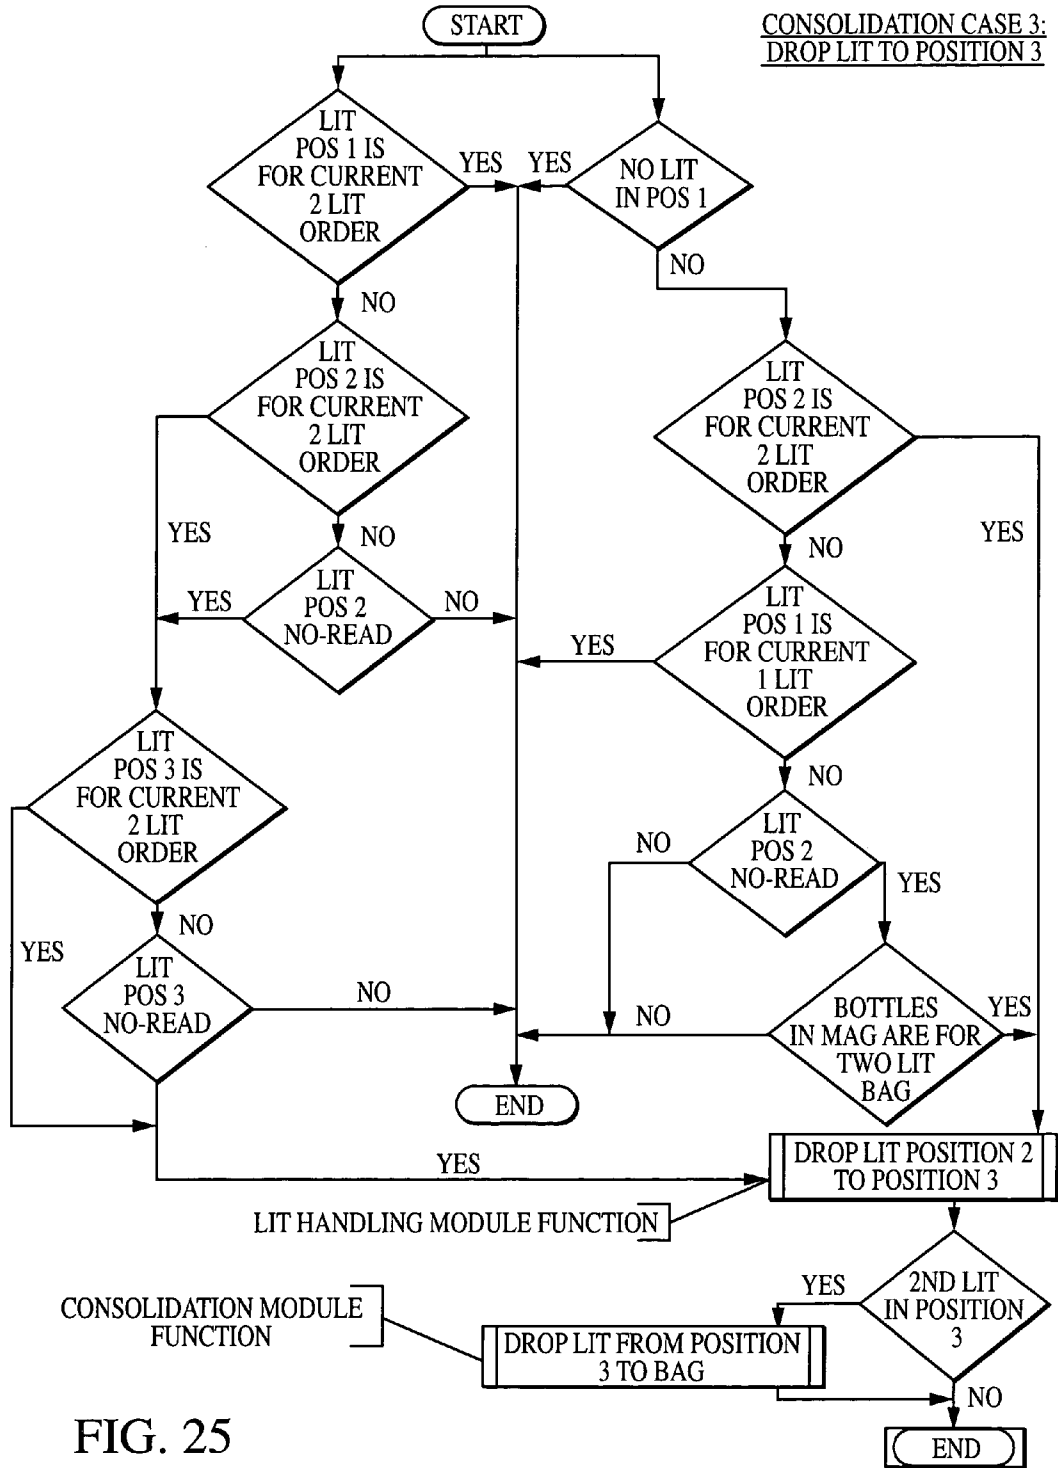 START
CONSOLIDATION CASE 3:
DROP LIT TO POSITION 3
LIT
POS 1 IS
FOR CURRENT
2 LIT
ORDER
YES
YES
NO LIT
IN POS 1
NO
NO
LIT
POS 2 IS
FOR CURRENT
2 LIT
ORDER
LIT
POS 2 IS
FOR CURRENT
2 LIT
ORDER
YES
NO
YES
NO
LIT
POS 2
NO-READ
YES
NO
LIT
POS 1 IS
FOR CURRENT
1 LIT
ORDER
YES
LIT
POS 3 IS
FOR CURRENT
2 LIT
ORDER
NO
LIT
POS 2
NO-READ
NO
YES
YES
NO
LIT
POS 3
NO-READ
NO
NO
BOTTLES
IN MAG ARE FOR
TWO LIT
BAG
YES
END
YES
DROP LIT POSITION 2
TO POSITION 3
LIT HANDLING MODULE FUNCTION
2ND LIT
IN POSITION
3
YES
CONSOLIDATION MODULE
FUNCTION
DROP LIT FROM POSITION
3 TO BAG
NO
END
FIG. 25